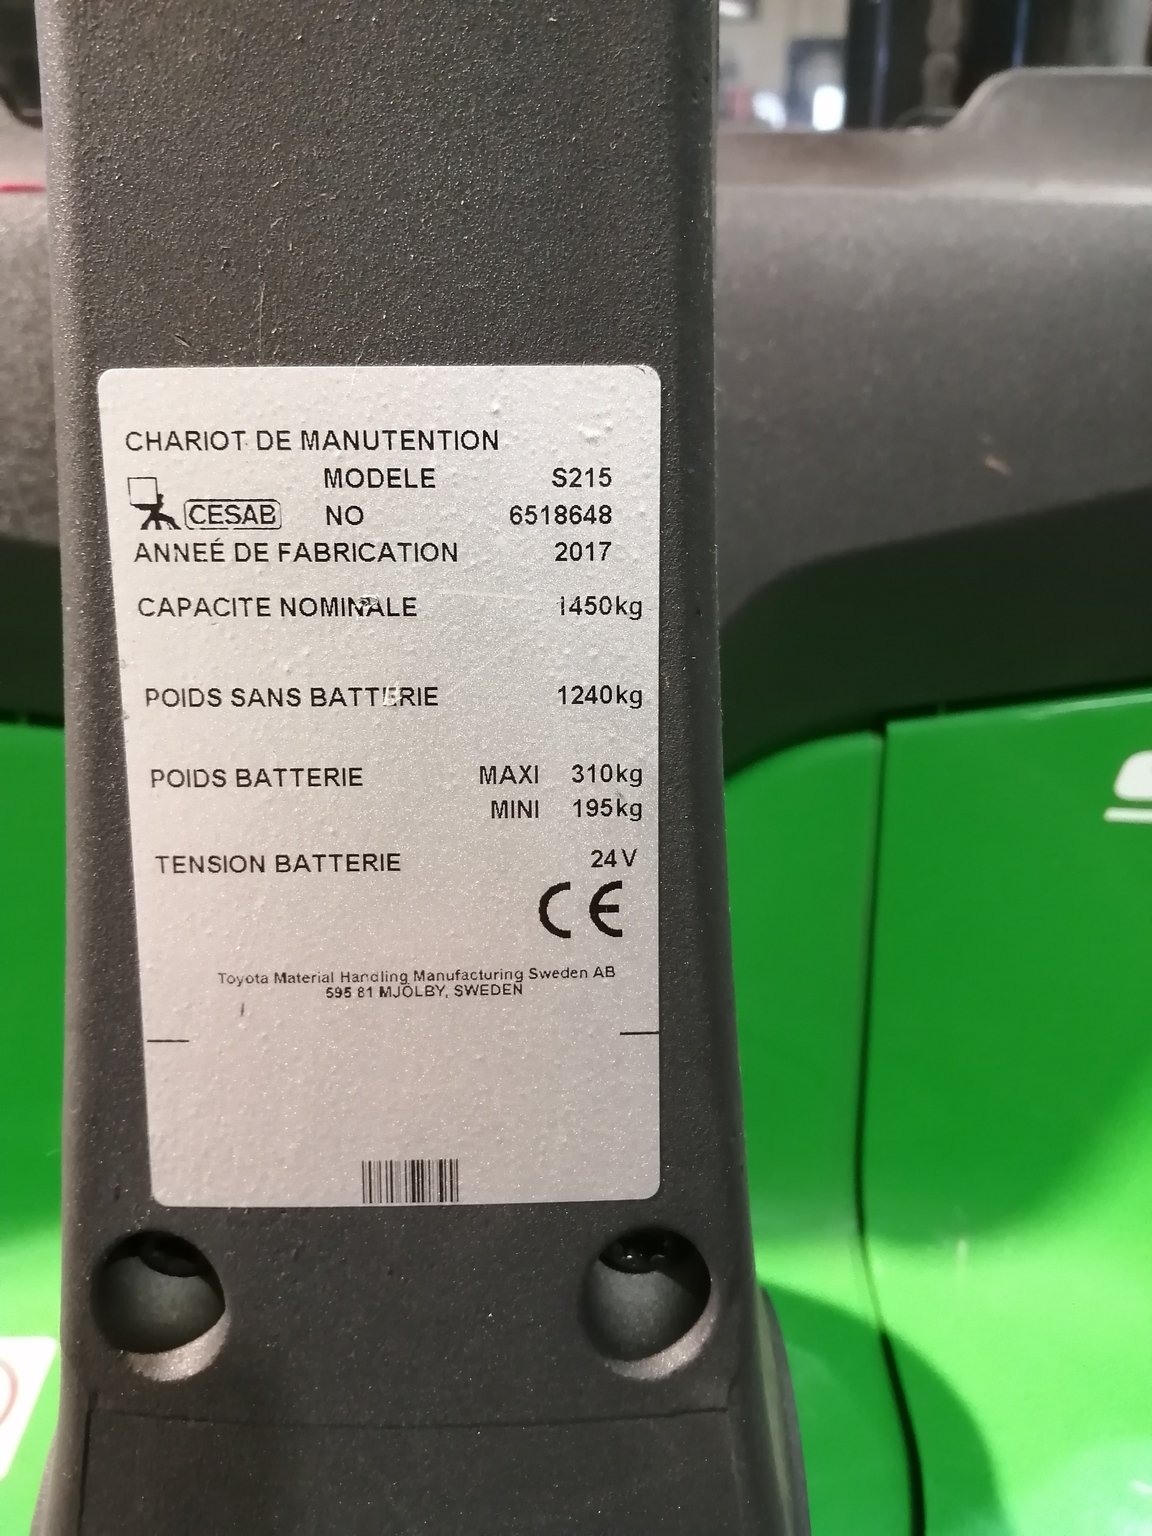 CHARIOT DE MANUTENTION
MODELE S215
CESAB NO 6518648
ANNEÉ DE FABRICATION 2017
CAPACITE NOMINALE 1450kg
POIDS SANS BATTERIE 1240kg
POIDS BATTERIE MAXI 310kg
MINI 195kg
TENSION BATTERIE 24V
CE
Toyota Material Handling Manufacturing Sweden AB
595 81 MJÖLBY, SWEDEN